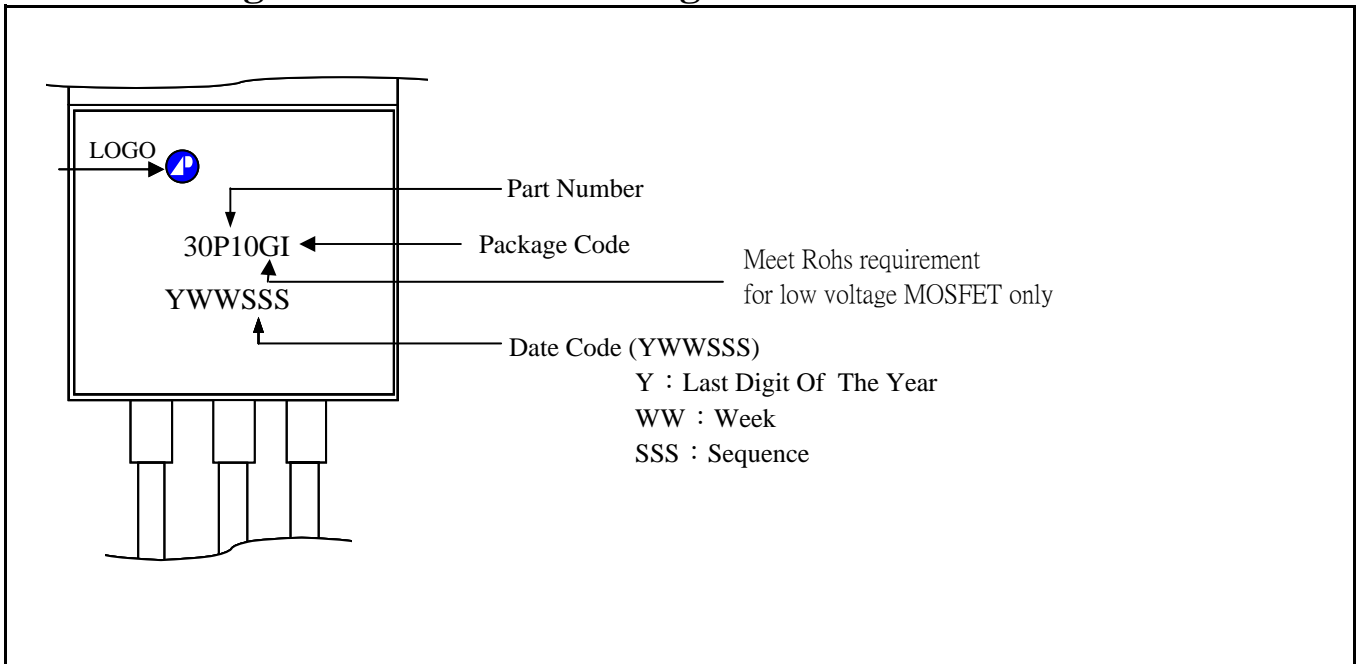 LOGO
Part Number
30P10GI
Package Code
Meet Rohs requirement
for low voltage MOSFET only
YWWSSS
Date Code (YWWSSS)
Y：Last Digit Of The Year
WW：Week
SSS：Sequence